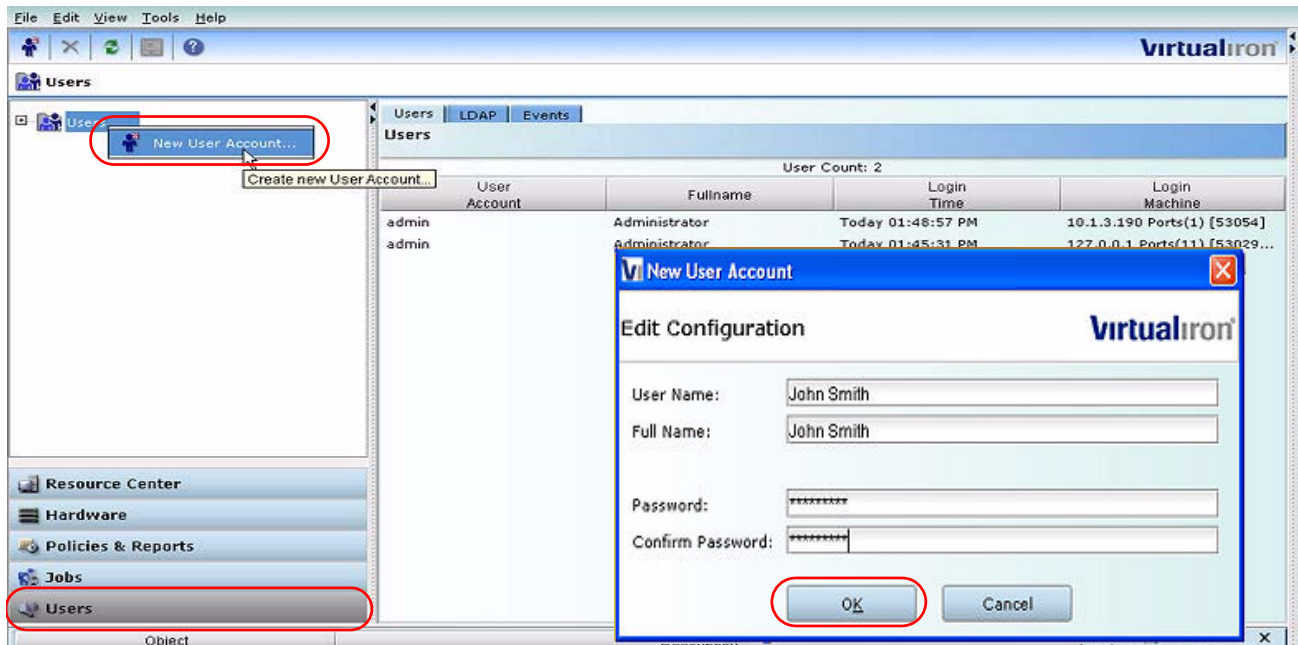 File Edit View Tools Help
Virtualiron
Users
Users
New User Account...
Create new User Account...
Users LDAP Events
Users
User Count: 2
User Account Fullname Login Time Login Machine
admin Administrator Today 01:48:57 PM 10.1.3.190 Ports(1) [53054]
admin Administrator Today 01:45:31 PM 127.0.0.1 Ports(11) [53029...
New User Account
Edit Configuration
Virtualiron
User Name: John Smith
Full Name: John Smith
Password: *********
Confirm Password: *********
OK Cancel
Resource Center
Hardware
Policies & Reports
Jobs
Users
Object